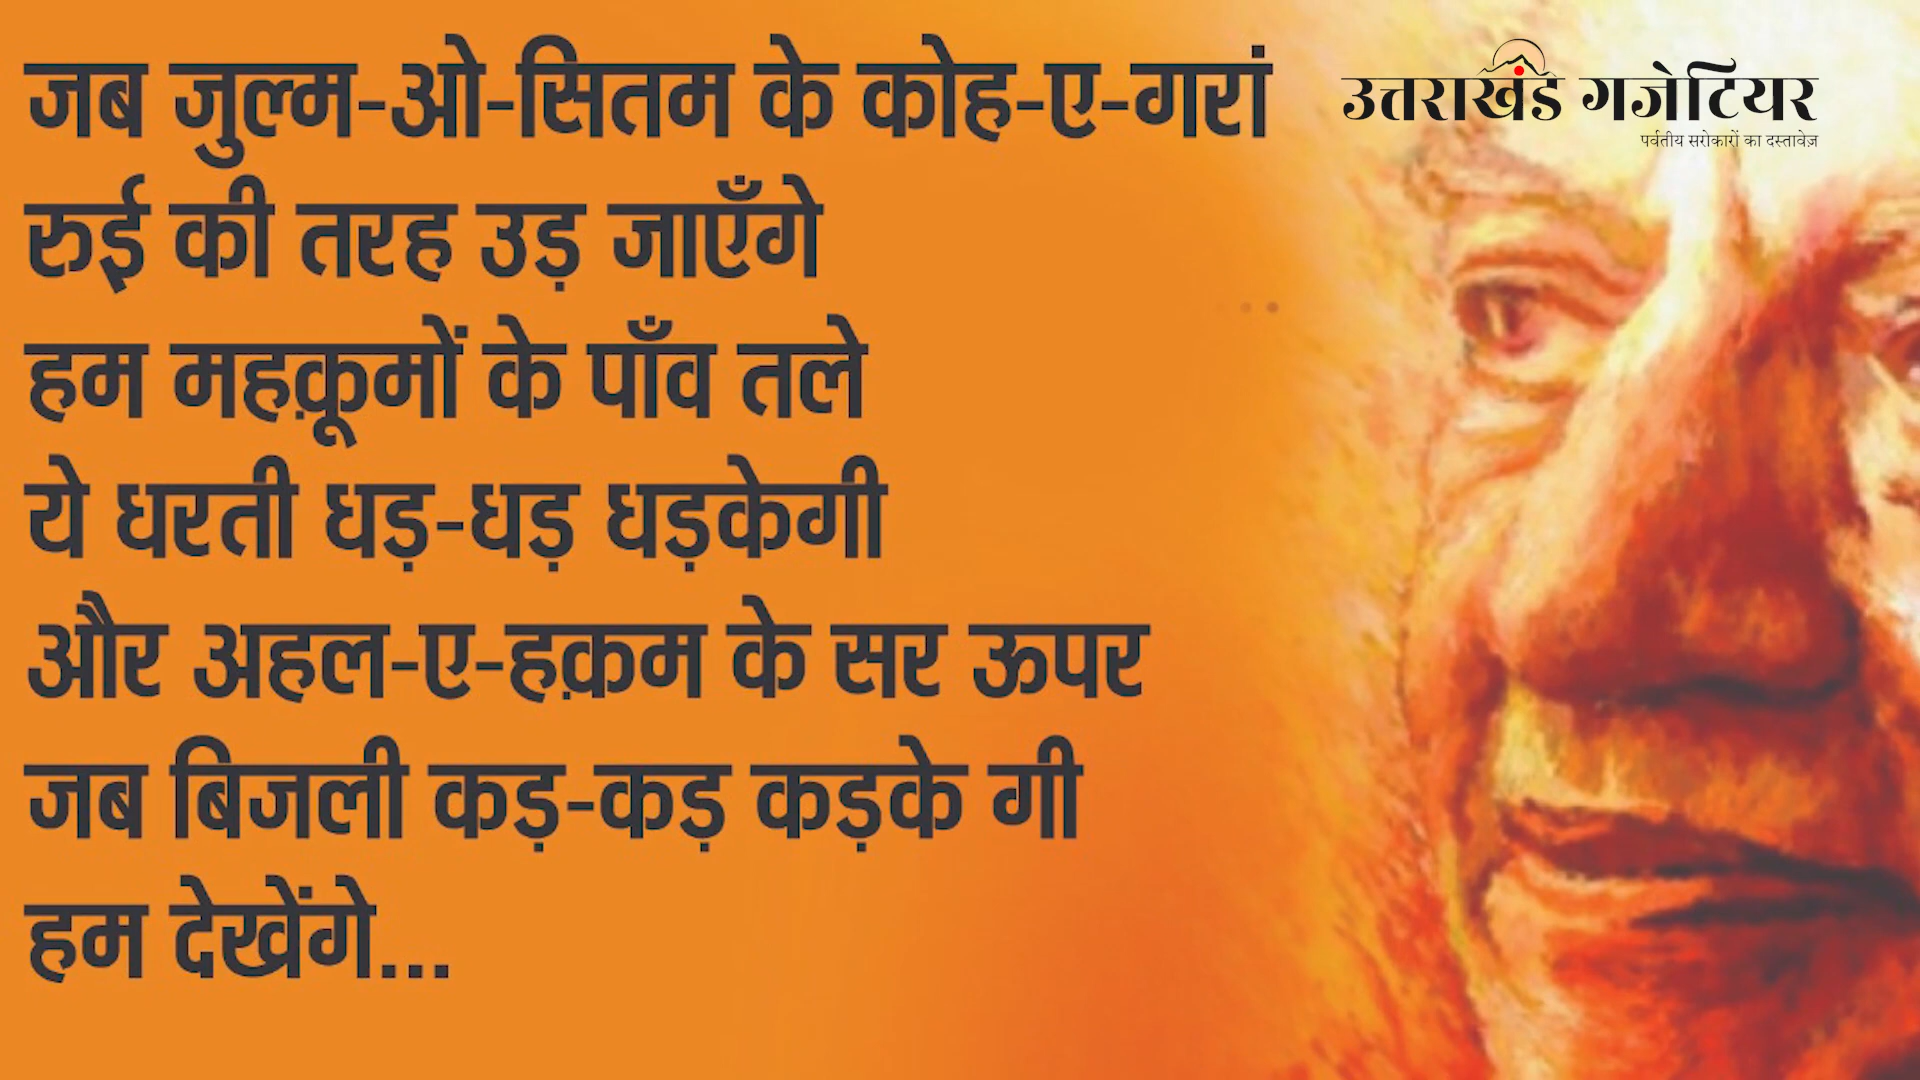 जब जुल्म-ओ-सितम के कोह-ए-गरां
रुई की तरह उड़ जाएँगे
हम महक़ूमों के पाँव तले
ये धरती धड़-धड़ धड़केगी
और अहल-ए-हक़म के सर ऊपर
जब बिजली कड़-कड़ कड़के गी
हम देखेंगे...
उत्तराखंड गजेटियर
पर्वतीय सरोकारों का दस्तावेज़